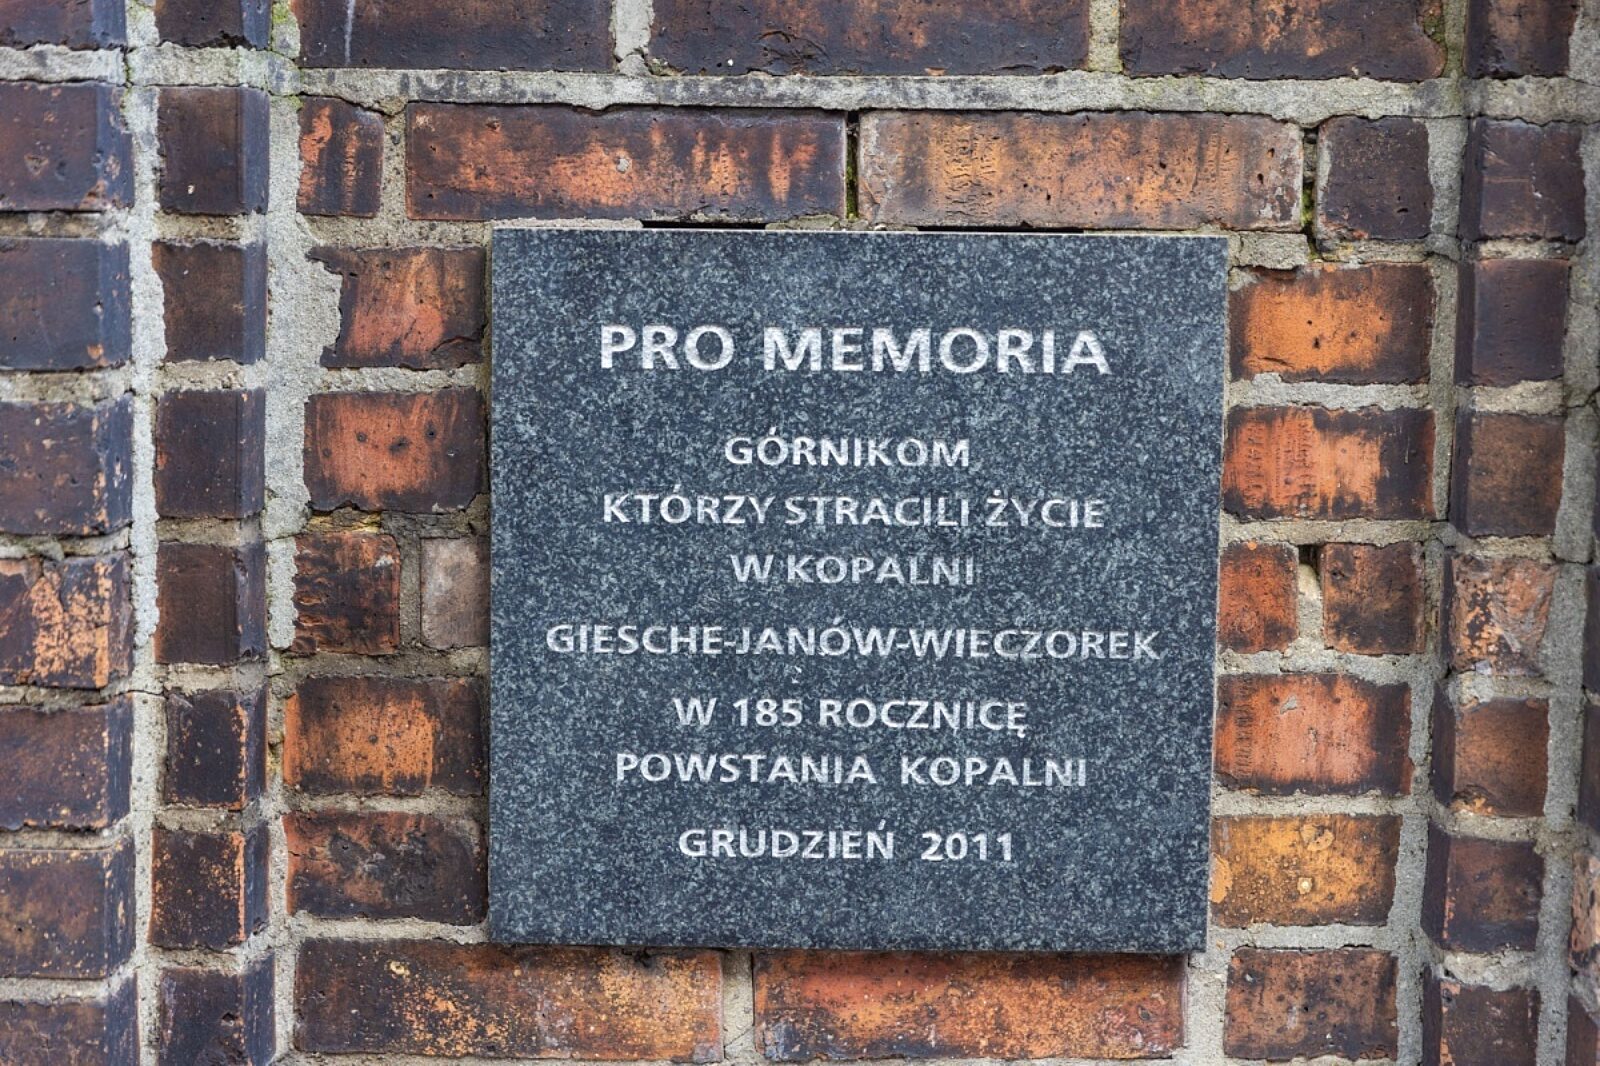 PRO MEMORIA
GÓRNIKOM
KTÓRZY STRACILI ŻYCIE
W KOPALNI
GIESCHE-JANÓW-WIECZOREK
W 185 ROCZNICĘ
POWSTANIA KOPALNI
GRUDZIEŃ 2011